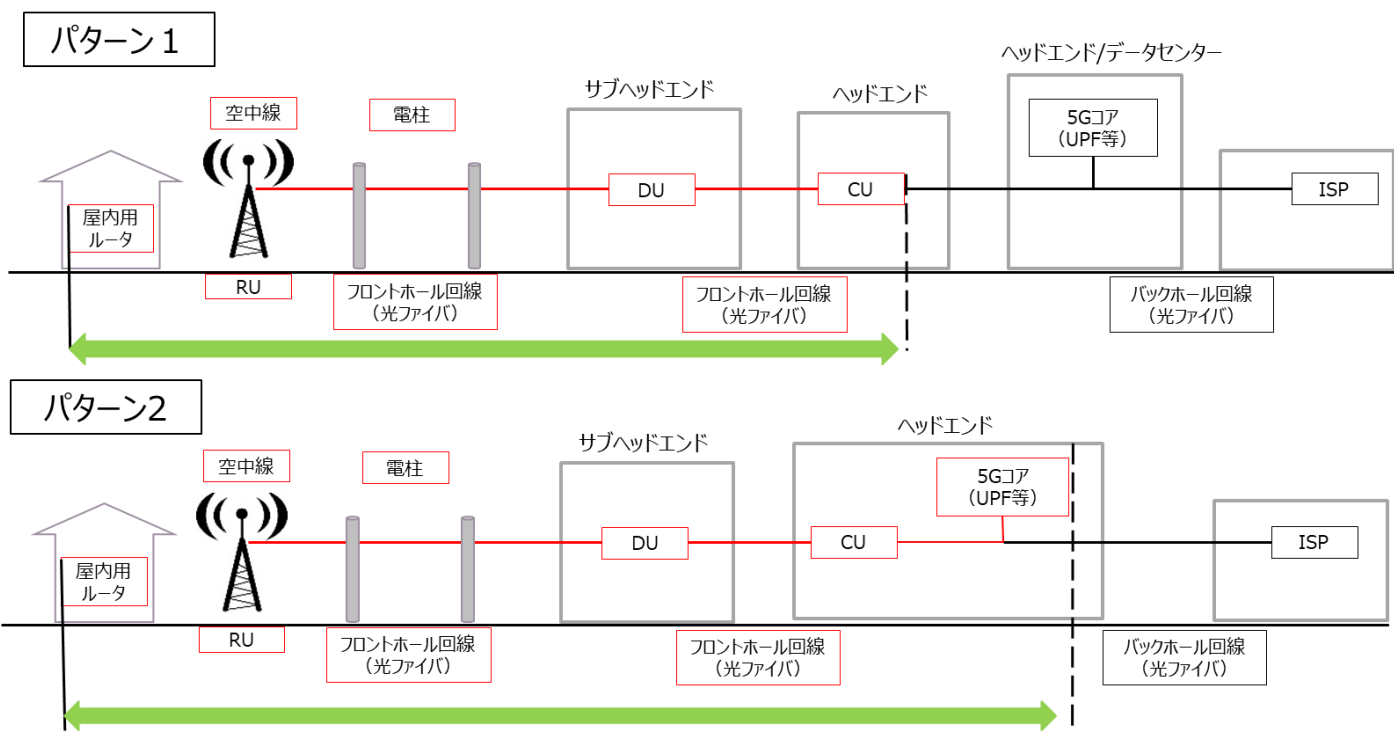 パターン１
ヘッドエンド/データセンター
サブヘッドエンド
ヘッドエンド
空中線
電柱
5Gコア
（UPF等）
屋内用
ルータ
DU
CU
ISP
RU
フロントホール回線
（光ファイバ）
フロントホール回線
（光ファイバ）
バックホール回線
（光ファイバ）
パターン2
サブヘッドエンド
ヘッドエンド
空中線
電柱
5Gコア
（UPF等）
屋内用
ルータ
DU
CU
ISP
RU
フロントホール回線
（光ファイバ）
フロントホール回線
（光ファイバ）
バックホール回線
（光ファイバ）